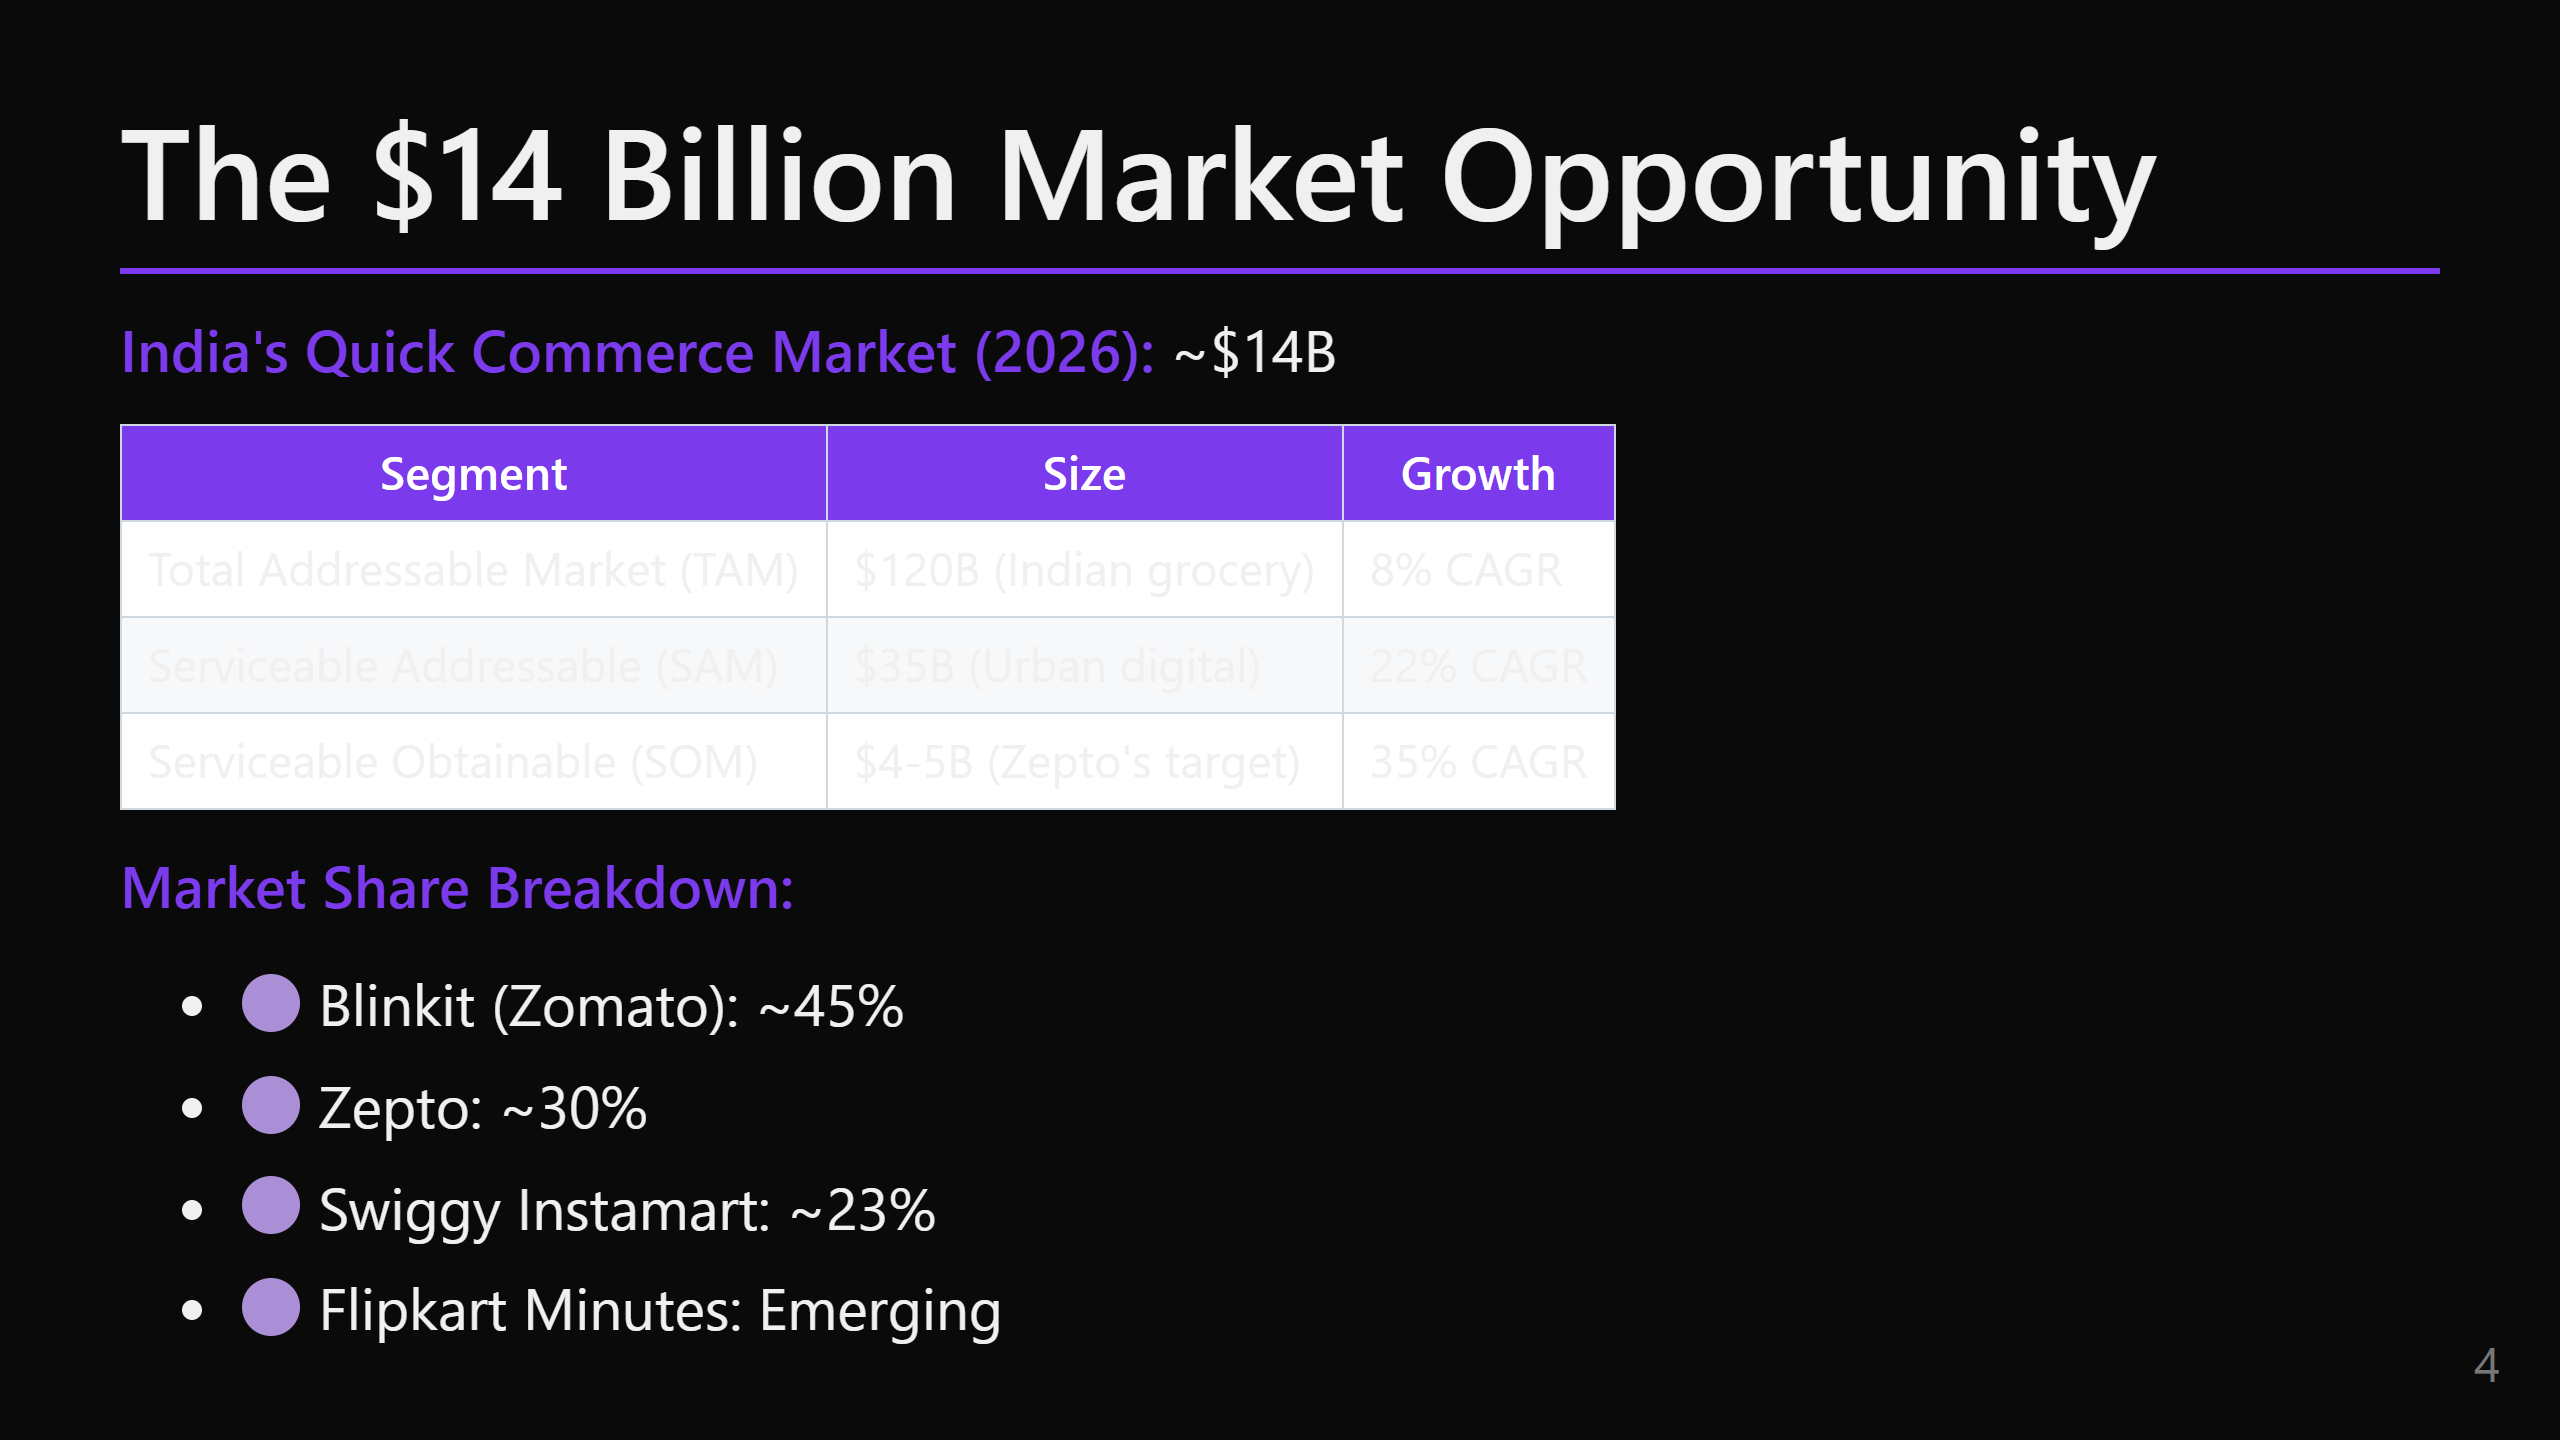 The $14 Billion Market Opportunity
India's Quick Commerce Market (2026): ~$14B
Segment Size Growth
Total Addressable Market (TAM) $120B (Indian grocery) 8% CAGR
Serviceable Addressable (SAM) $35B (Urban digital) 22% CAGR
Serviceable Obtainable (SOM) $4-5B (Zepto's target) 35% CAGR
Market Share Breakdown:
Blinkit (Zomato): ~45%
Zepto: ~30%
Swiggy Instamart: ~23%
Flipkart Minutes: Emerging
4